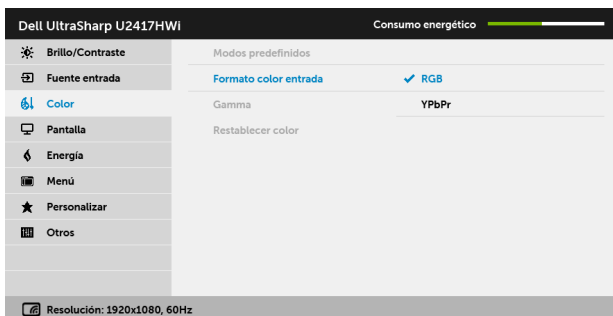 Dell UltraSharp U2417HWi Consumo energético
Brillo/Contraste Modos predefinidos
Fuente entrada Formato color entrada RGB
Color Gamma YPbPr
Pantalla Restablecer color
Energía
Menú
Personalizar
Otros
Resolución: 1920x1080, 60Hz